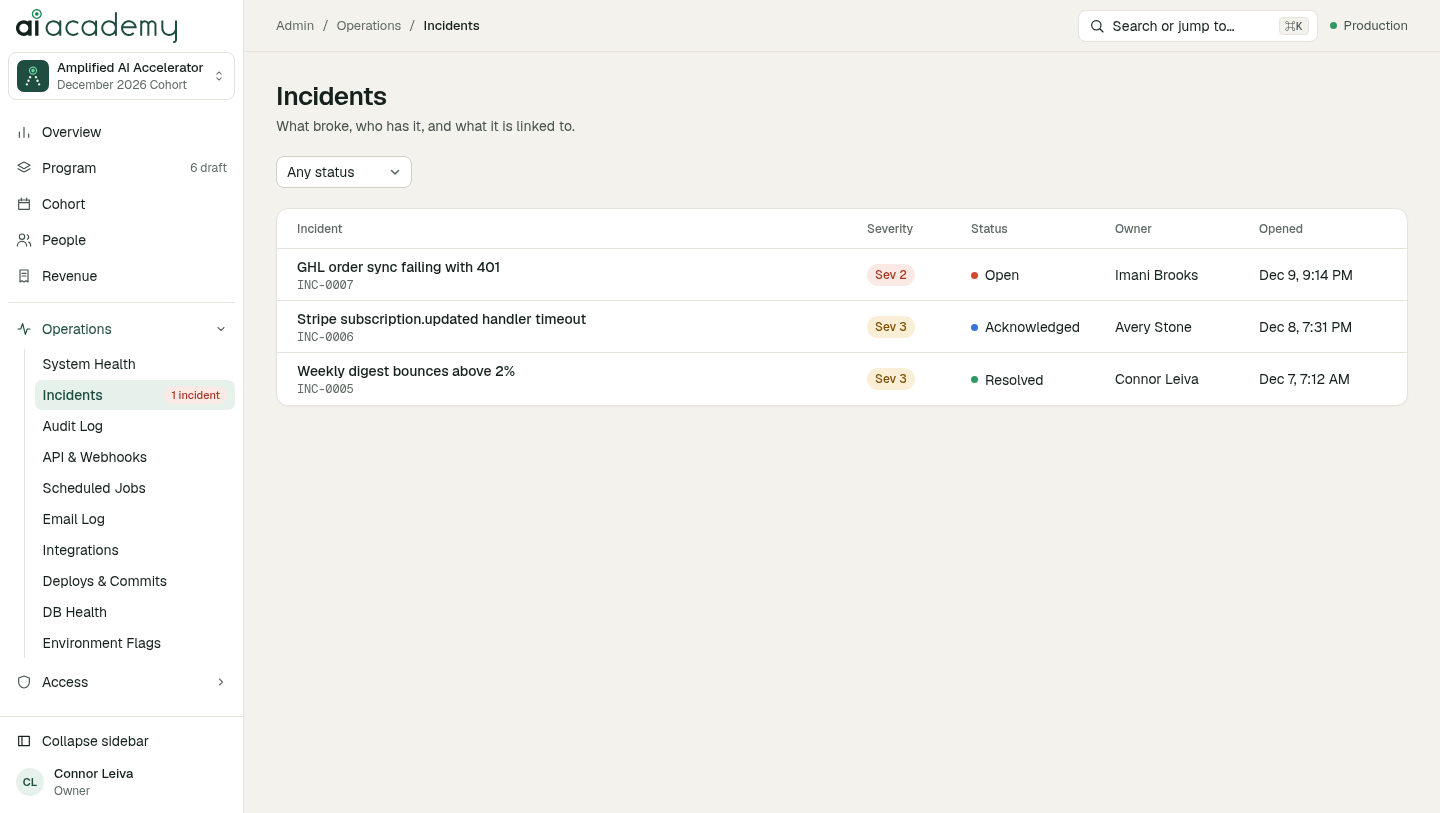 ai academy
Amplified AI Accelerator
December 2026 Cohort
Overview
Program 6 draft
Cohort
People
Revenue
Operations
System Health
Incidents 1 incident
Audit Log
API & Webhooks
Scheduled Jobs
Email Log
Integrations
Deploys & Commits
DB Health
Environment Flags
Access
Collapse sidebar
CL
Connor Leiva
Owner
Admin / Operations / Incidents
Search or jump to... ⌘K
Production
Incidents
What broke, who has it, and what it is linked to.
Any status
Incident Severity Status Owner Opened
GHL order sync failing with 401
INC-0007
Sev 2 Open Imani Brooks Dec 9, 9:14 PM
Stripe subscription.updated handler timeout
INC-0006
Sev 3 Acknowledged Avery Stone Dec 8, 7:31 PM
Weekly digest bounces above 2%
INC-0005
Sev 3 Resolved Connor Leiva Dec 7, 7:12 AM